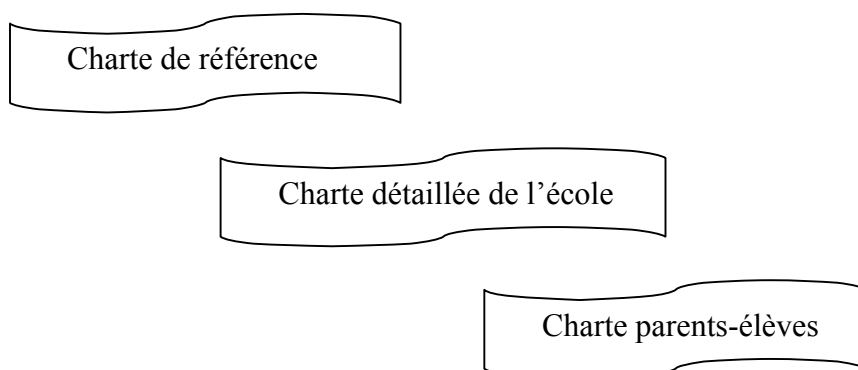 Charte de référence
Charte détaillée de l’école
Charte parents-élèves